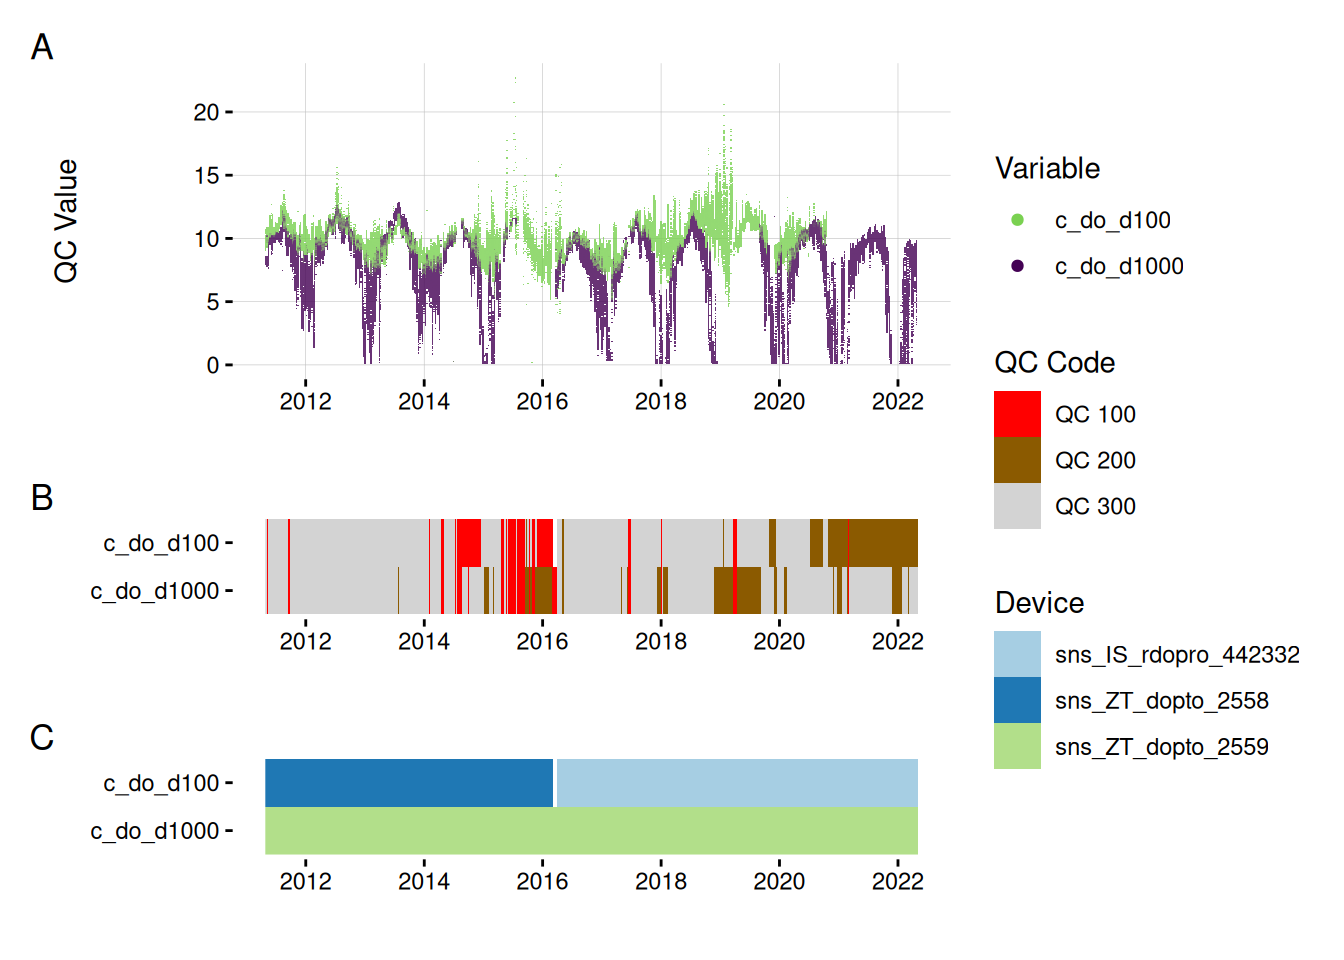 A
QC Value
20
15
10
5
0
2012 2014 2016 2018 2020 2022
Variable
c_do_d100
c_do_d1000
QC Code
QC 100
QC 200
QC 300
B
c_do_d100
c_do_d1000
2012 2014 2016 2018 2020 2022
Device
sns_IS_rdopro_442332
sns_ZT_dopto_2558
sns_ZT_dopto_2559
C
c_do_d100
c_do_d1000
2012 2014 2016 2018 2020 2022